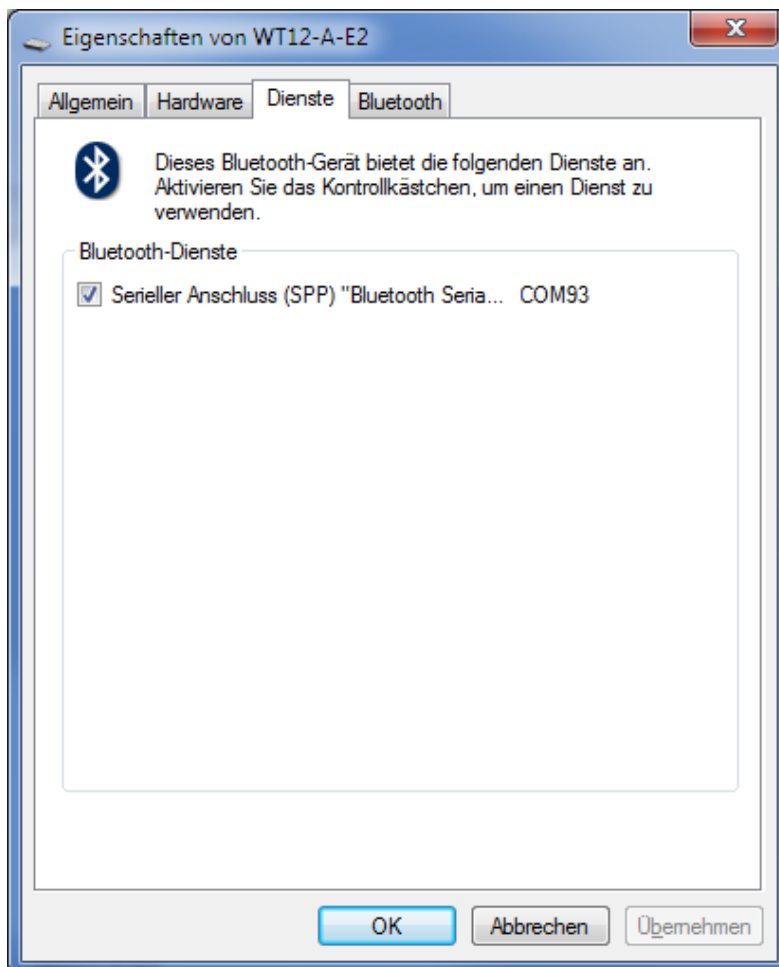 Eigenschaften von WT12-A-E2
Allgemein Hardware Dienste Bluetooth
Dieses Bluetooth-Gerät bietet die folgenden Dienste an.
Aktivieren Sie das Kontrollkästchen, um einen Dienst zu
verwenden.
Bluetooth-Dienste
Serieller Anschluss (SPP) "Bluetooth Seria... COM93
OK Abbrechen Übernehmen